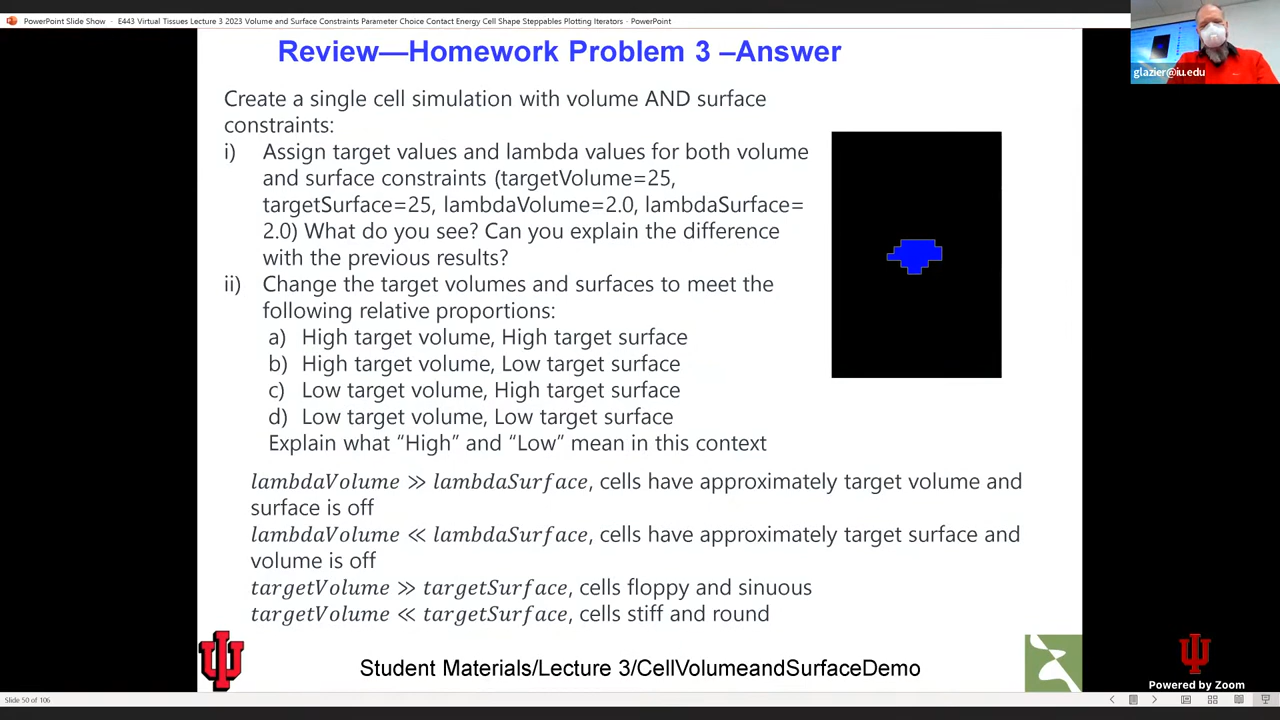 PowerPoint Slide Show - E443 Virtual Tissues Lecture 3 2023 Volume and Surface Constraints Parameter Choice Contact Energy Cell Shape Steppables Plotting Iterators - PowerPoint
glazier@iu.edu
Review—Homework Problem 3 –Answer
Create a single cell simulation with volume AND surface
constraints:
i) Assign target values and lambda values for both volume
and surface constraints (targetVolume=25,
targetSurface=25, lambdaVolume=2.0, lambdaSurface=
2.0) What do you see? Can you explain the difference
with the previous results?
ii) Change the target volumes and surfaces to meet the
following relative proportions:
a) High target volume, High target surface
b) High target volume, Low target surface
c) Low target volume, High target surface
d) Low target volume, Low target surface
Explain what “High” and “Low” mean in this context
lambdaVolume ≫ lambdaSurface, cells have approximately target volume and
surface is off
lambdaVolume ≪ lambdaSurface, cells have approximately target surface and
volume is off
targetVolume ≫ targetSurface, cells floppy and sinuous
targetVolume ≪ targetSurface, cells stiff and round
Student Materials/Lecture 3/CellVolumeandSurfaceDemo
Powered by Zoom
Slide 50 of 106